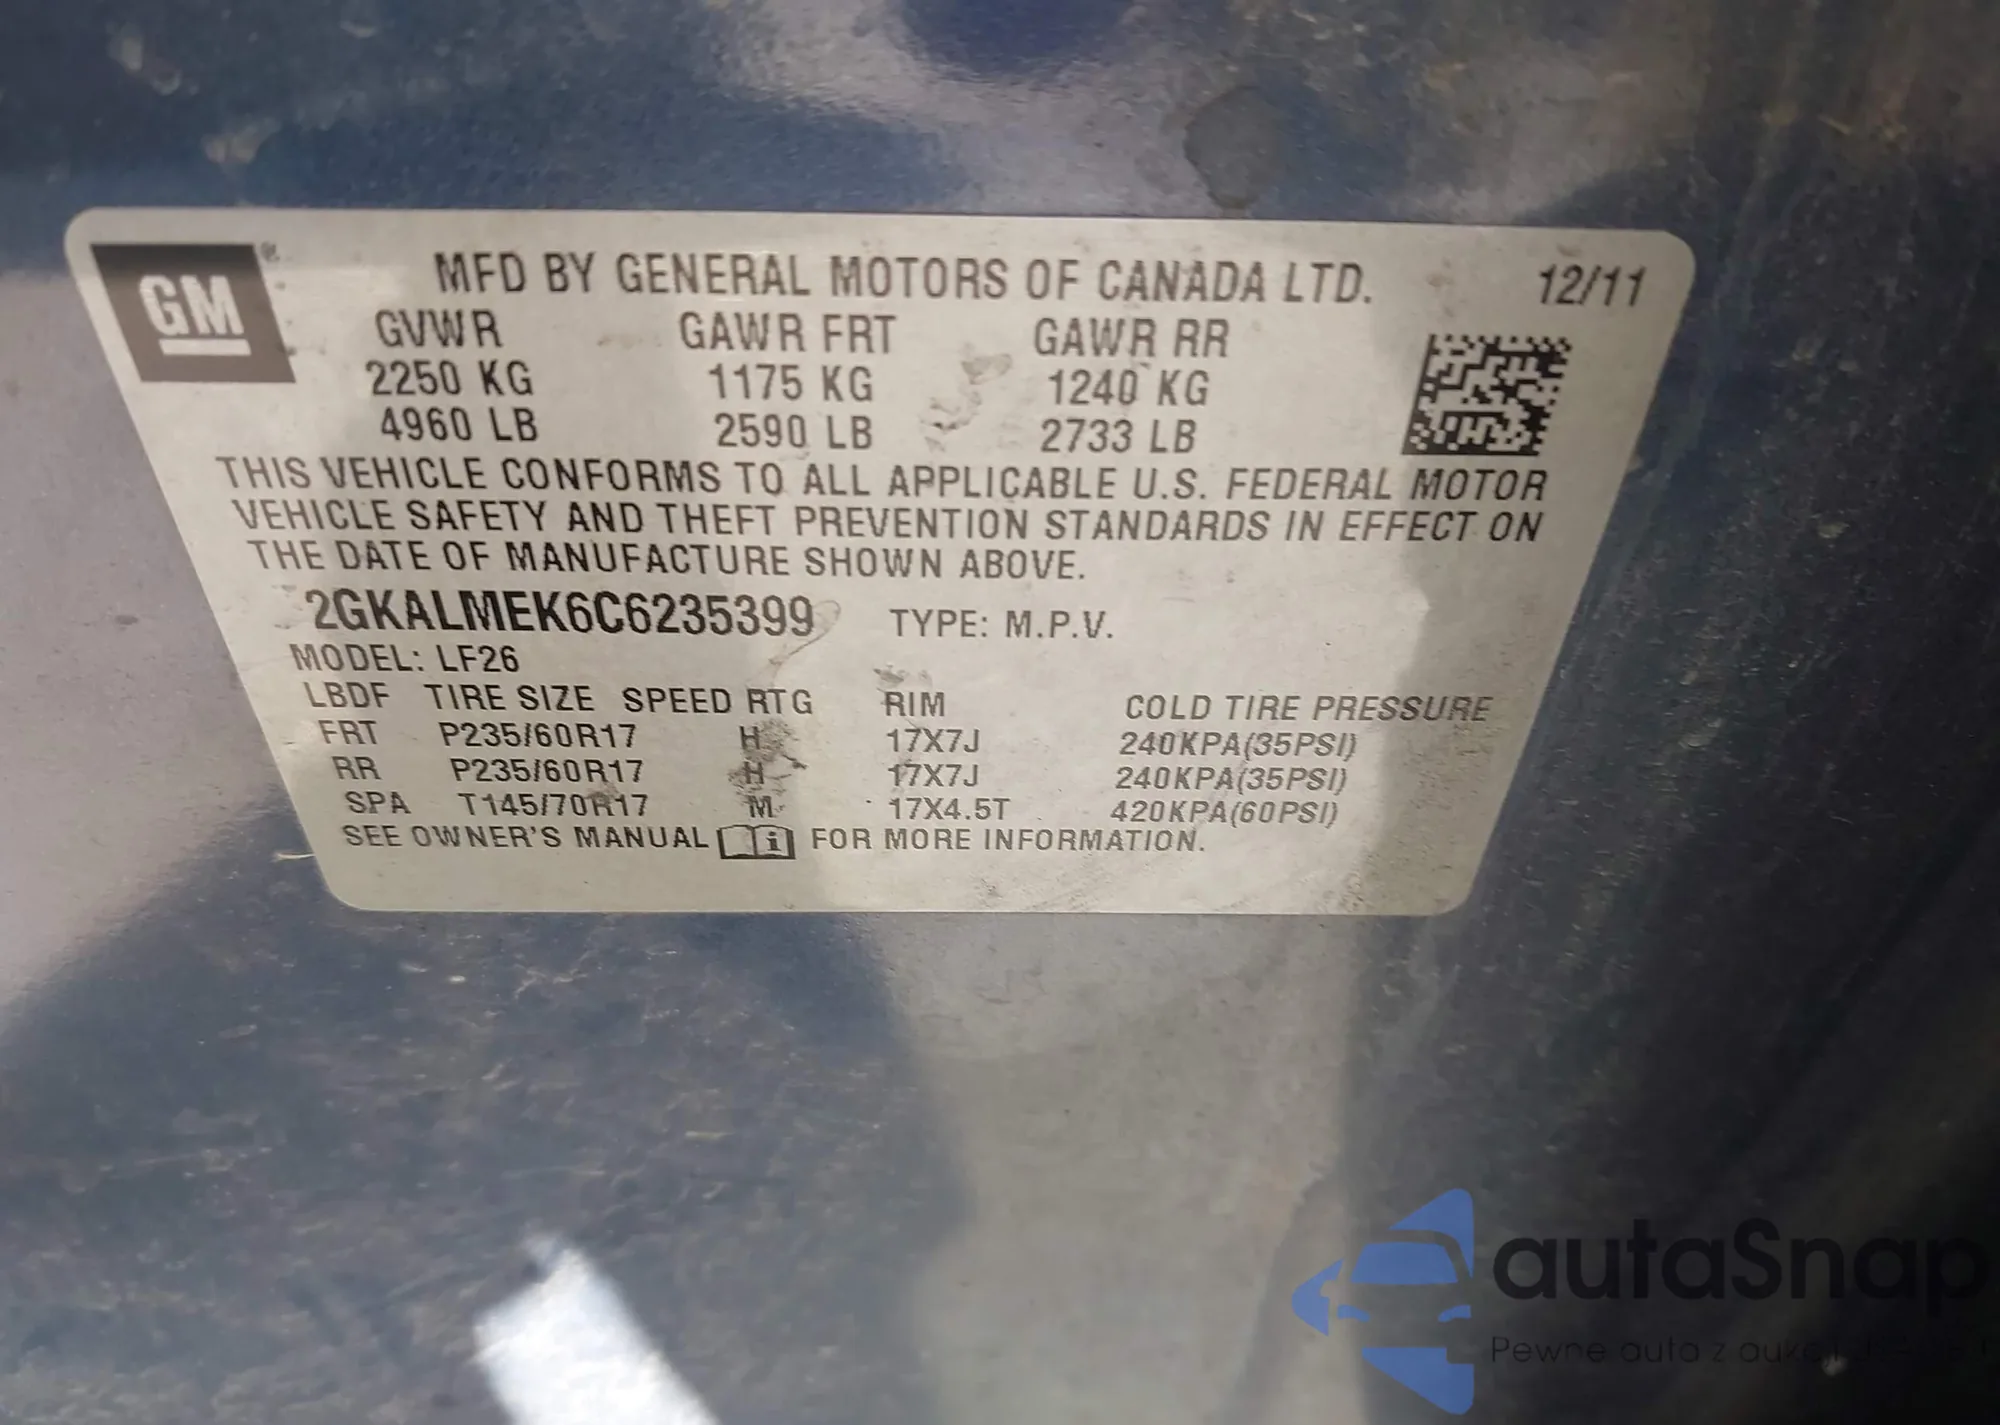 GM®
MFD BY GENERAL MOTORS OF CANADA LTD. 12/11
GVWR GAWR FRT GAWR RR
2250 KG 1175 KG 1240 KG
4960 LB 2590 LB 2733 LB
THIS VEHICLE CONFORMS TO ALL APPLICABLE U.S. FEDERAL MOTOR
VEHICLE SAFETY AND THEFT PREVENTION STANDARDS IN EFFECT ON
THE DATE OF MANUFACTURE SHOWN ABOVE.
2GKALMEK6C6235399 TYPE: M.P.V.
MODEL: LF26
LBDF TIRE SIZE SPEED RTG RIM COLD TIRE PRESSURE
FRT P235/60R17 H 17X7J 240KPA(35PSI)
RR P235/60R17 H 17X7J 240KPA(35PSI)
SPA T145/70R17 M 17X4.5T 420KPA(60PSI)
SEE OWNER'S MANUAL i FOR MORE INFORMATION.
autaSnap
Pewne auta z